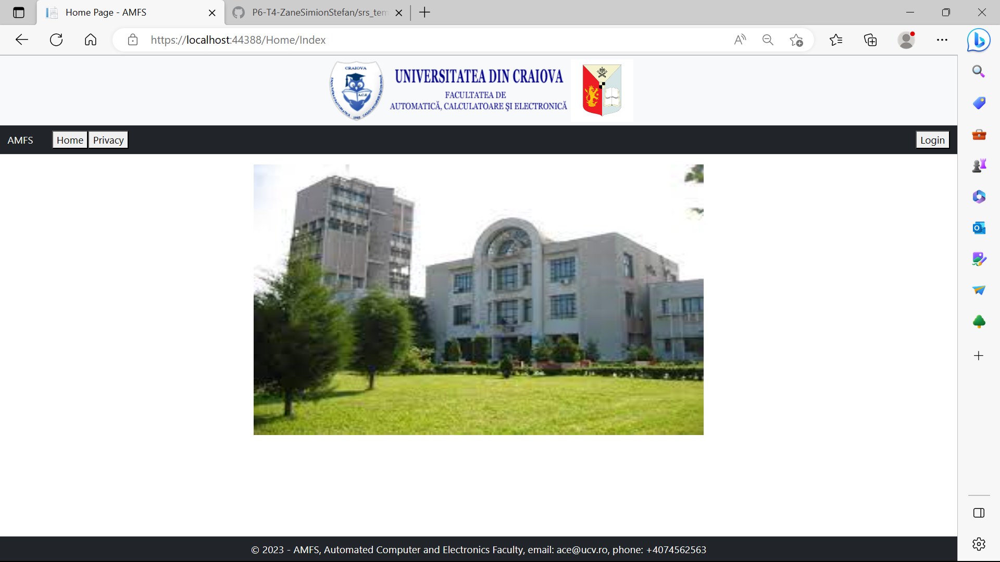 Home Page - AMFS
P6-T4-ZaneSimionStefan/srs_tem
https://localhost:44388/Home/Index
CRAIOVA
A.C.E
UNIVERSITATEA DIN CRAIOVA
FACULTATEA DE
AUTOMATICĂ, CALCULATOARE ŞI ELECTRONICĂ
AMFS
Home
Privacy
Login
© 2023 - AMFS, Automated Computer and Electronics Faculty, email: ace@ucv.ro, phone: +4074562563